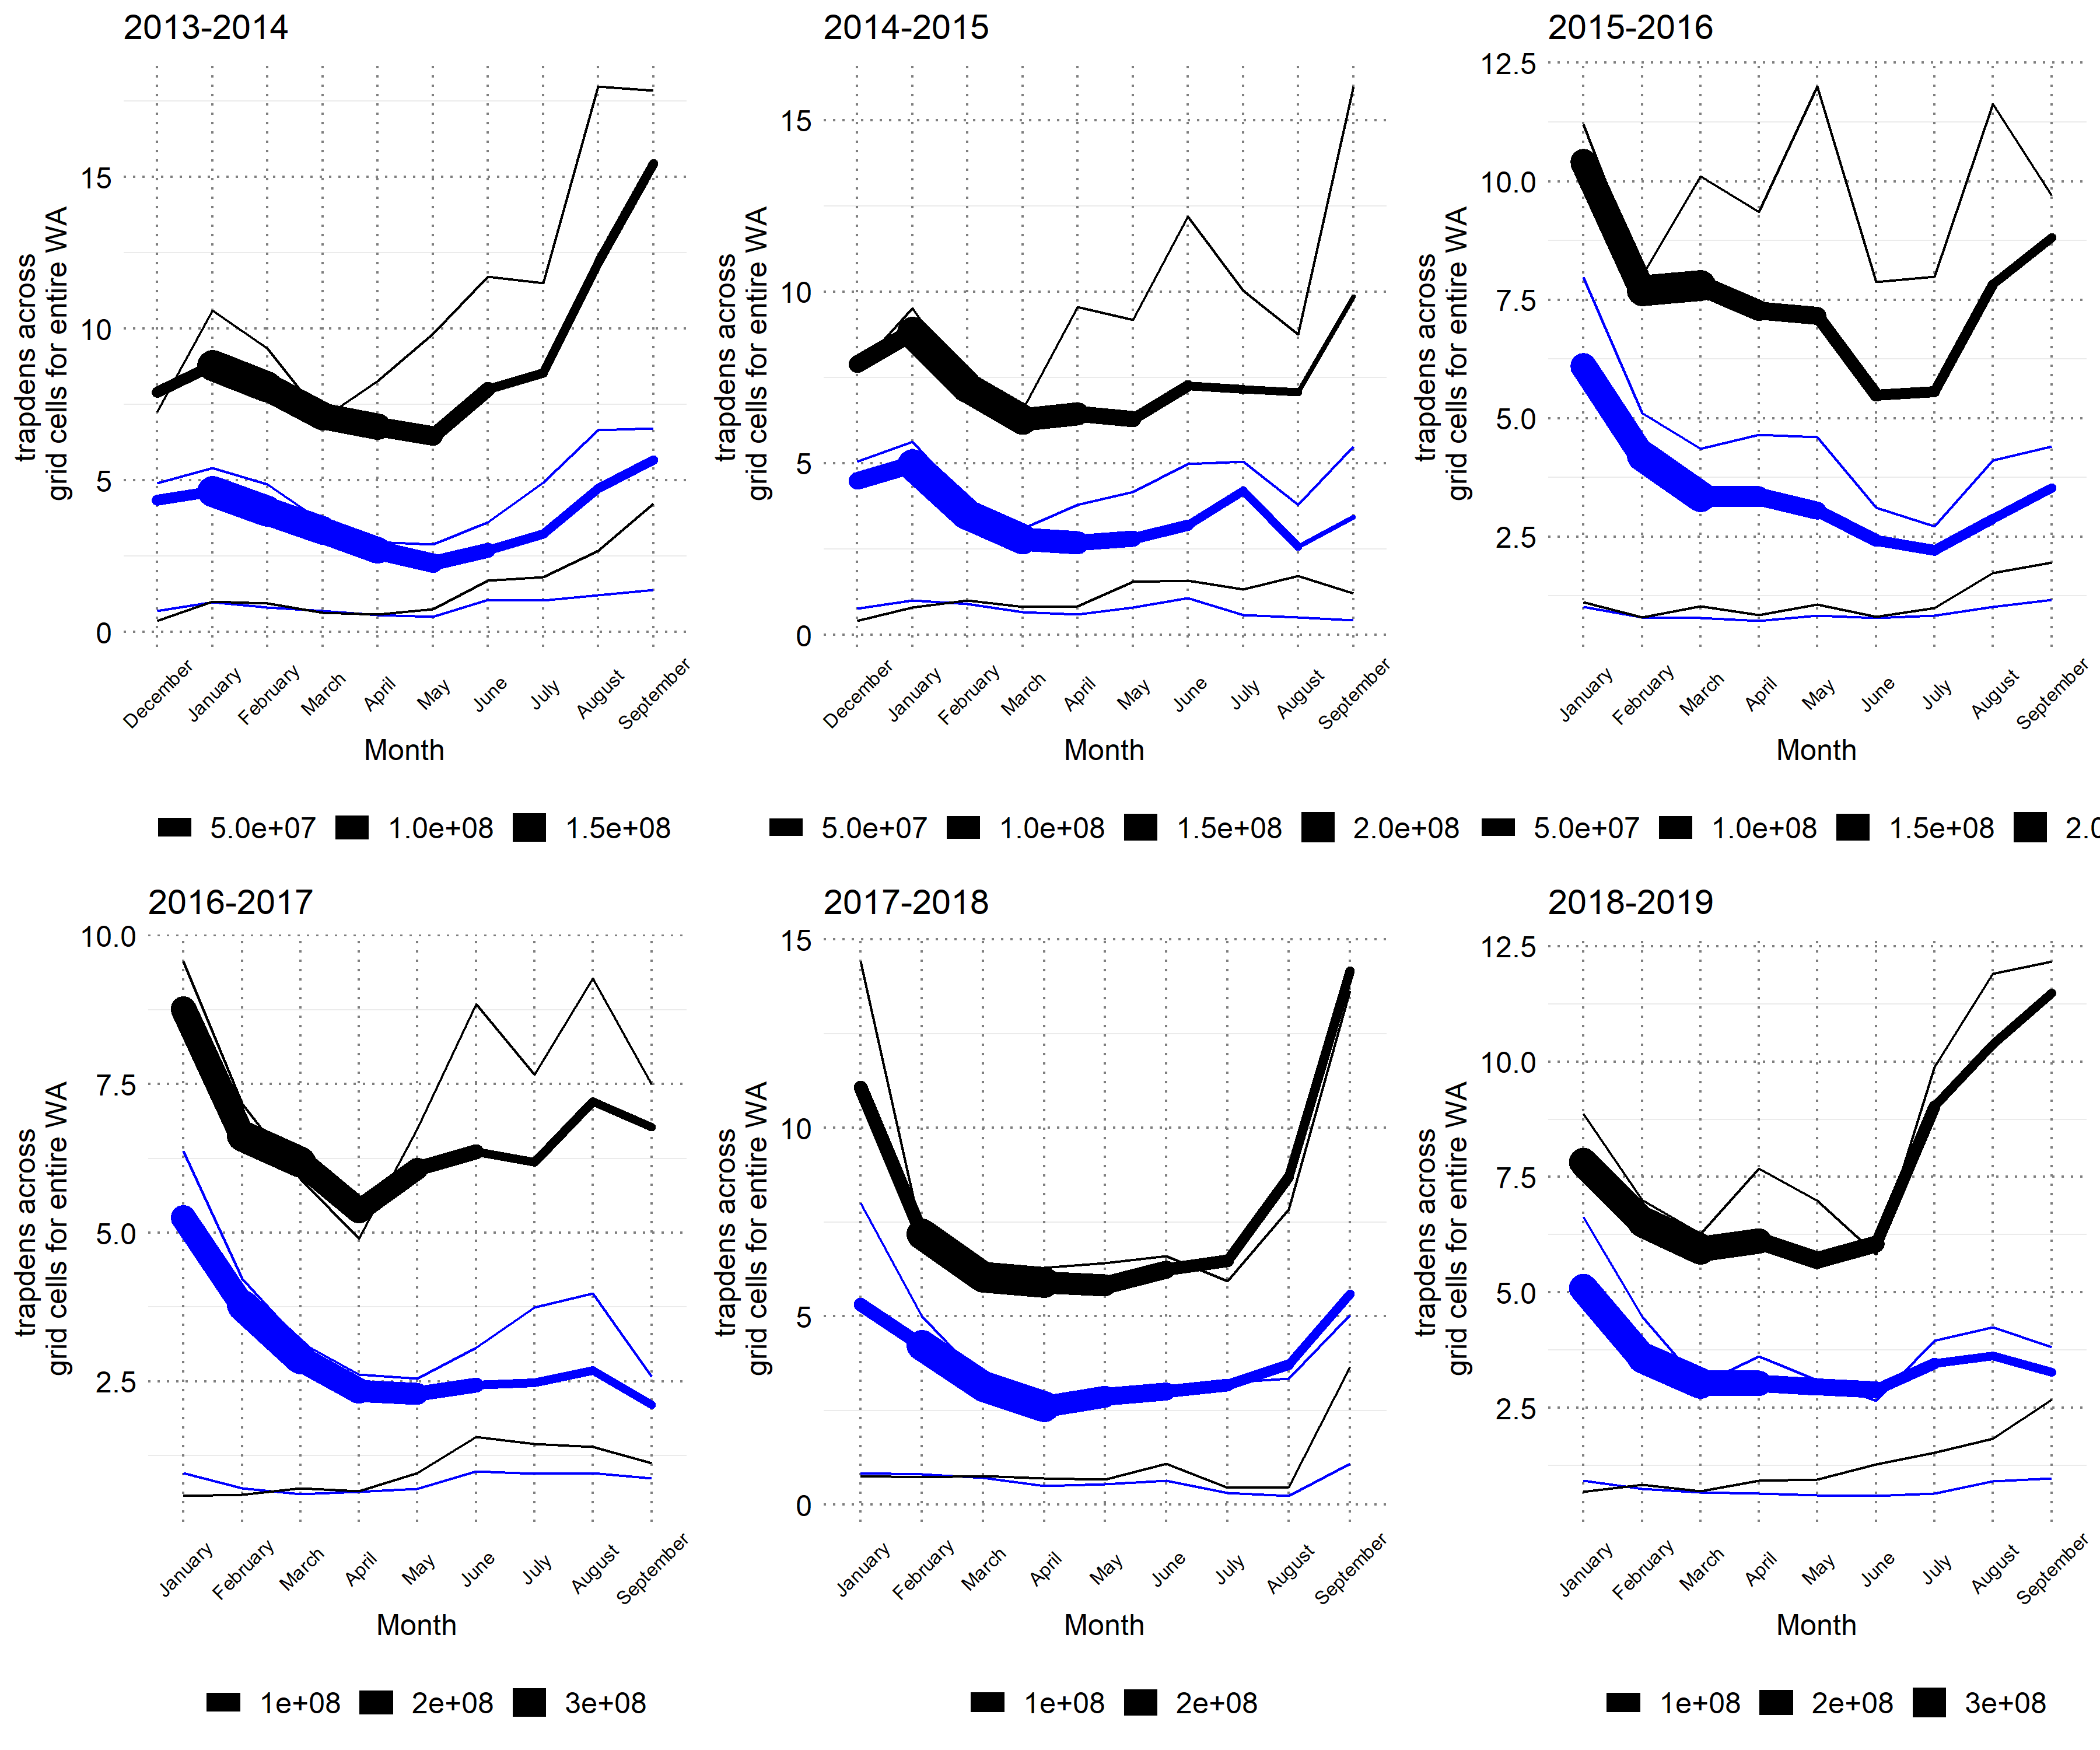 2013-2014
trapdens across
grid cells for entire WA
15
10
5
0
December January February March April May June July August September
Month
5.0e+07 1.0e+08 1.5e+08
2014-2015
trapdens across
grid cells for entire WA
15
10
5
0
December January February March April May June July August September
Month
5.0e+07 1.0e+08 1.5e+08 2.0e+08
2015-2016
trapdens across
grid cells for entire WA
12.5
10.0
7.5
5.0
2.5
January February March April May June July August September
Month
5.0e+07 1.0e+08 1.5e+08 2.0
2016-2017
trapdens across
grid cells for entire WA
10.0
7.5
5.0
2.5
January February March April May June July August September
Month
1e+08 2e+08 3e+08
2017-2018
trapdens across
grid cells for entire WA
15
10
5
0
January February March April May June July August September
Month
1e+08 2e+08
2018-2019
trapdens across
grid cells for entire WA
12.5
10.0
7.5
5.0
2.5
January February March April May June July August September
Month
1e+08 2e+08 3e+08